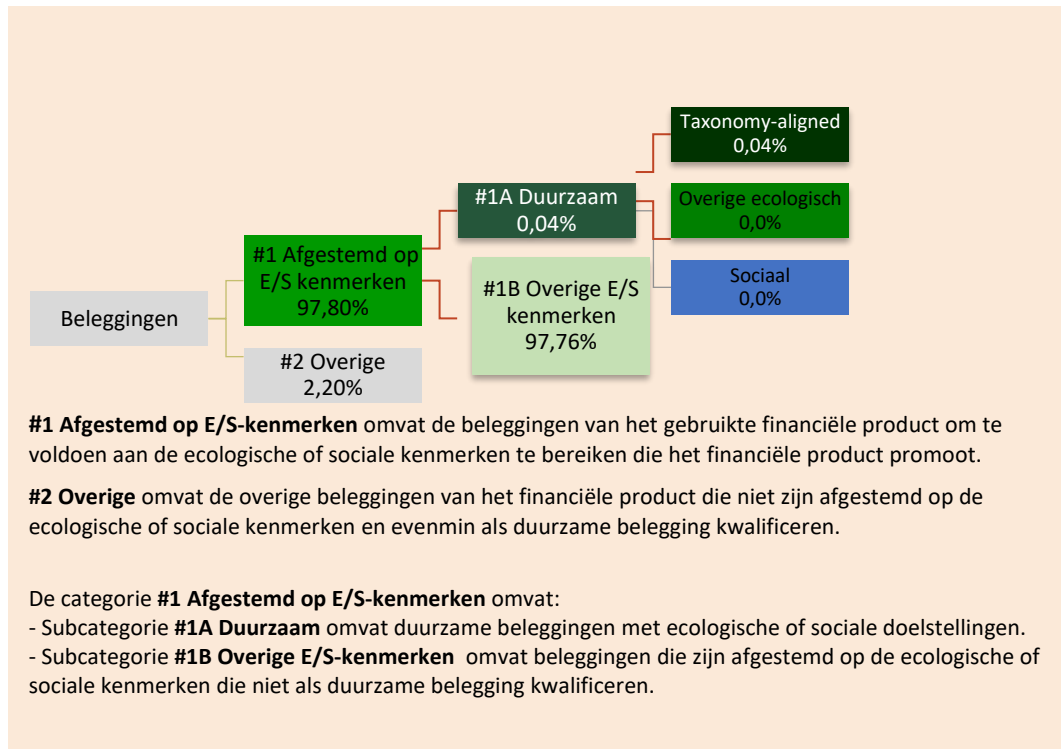 Taxonomy-aligned
0,04%
#1A Duurzaam
0,04%
Overige ecologisch
0,0%
#1 Afgestemd op
E/S kenmerken
97,80%
Sociaal
0,0%
#1B Overige E/S
kenmerken
97,76%
Beleggingen
#2 Overige
2,20%
#1 Afgestemd op E/S-kenmerken omvat de beleggingen van het gebruikte financiële product om te
voldoen aan de ecologische of sociale kenmerken te bereiken die het financiële product promoot.
#2 Overige omvat de overige beleggingen van het financiële product die niet zijn afgestemd op de
ecologische of sociale kenmerken en evenmin als duurzame belegging kwalificeren.
De categorie #1 Afgestemd op E/S-kenmerken omvat:
- Subcategorie #1A Duurzaam omvat duurzame beleggingen met ecologische of sociale doelstellingen.
- Subcategorie #1B Overige E/S-kenmerken omvat beleggingen die zijn afgestemd op de ecologische of
sociale kenmerken die niet als duurzame belegging kwalificeren.